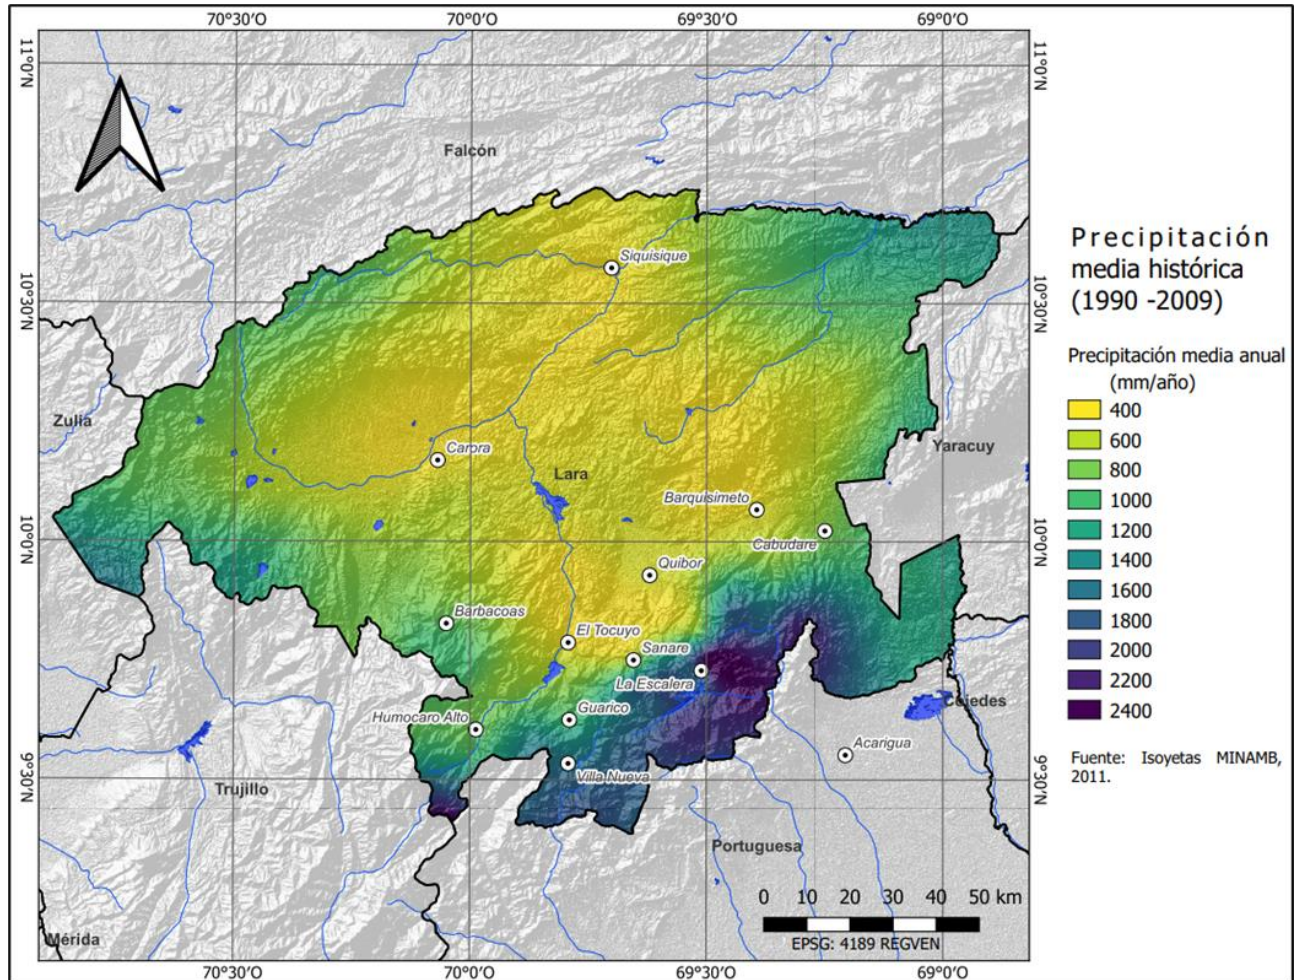 70°30'O 70°0'O 69°30'O 69°0'O
11°0'N
11°0'N
Falcón
Siquisique
10°30'N
10°30'N
Precipitación
media histórica
(1990 -2009)
Precipitación media anual
(mm/año)
400
600
800
1000
1200
1400
1600
1800
2000
2200
2400
Fuente: Isoyetas MINAMB,
2011.
Zulia
Carora
Lara
Yaracuy
Barquisimeto
Cabudare
10°0'N
10°0'N
Quibor
Barbacoas
El Tocuyo
Sanare
La Escalera
Guarico
Humocaro Alto
Cojedes
Acarigua
Villa Nueva
9°30'N
9°30'N
Trujillo
Portuguesa
0 10 20 30 40 50 km
EPSG: 4189 REGVEN
Mérida
70°30'O 70°0'O 69°30'O 69°0'O